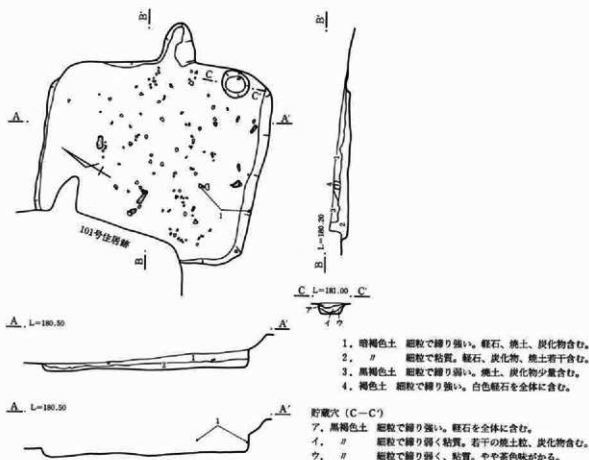 B'
C
C'
A
A'
1
101号住居跡
B
B'
1
4
3
2
B
L=180.20
A L=180.50 A'
1
2
A L=180.50 A'
1
C L=181.00 C'
ア
イ ウ
1．暗褐色土 細粒で締り強い。軽石、焼土、炭化物含む。
2．〃 細粒で粘質。軽石、炭化物、焼土若干含む。
3．黒褐色土 細粒で締り弱い。焼土、炭化物少量含む。
4．褐色土 細粒で締り強い。白色軽石を全体に含む。
貯蔵穴（C－C'）
ア．黒褐色土 細粒で締り強い。軽石を全体に含む。
イ．〃 細粒で締り弱く粘質。若干の焼土粒、炭化物含む。
ウ．〃 細粒で締り弱く、粘質。やや茶色味がかる。